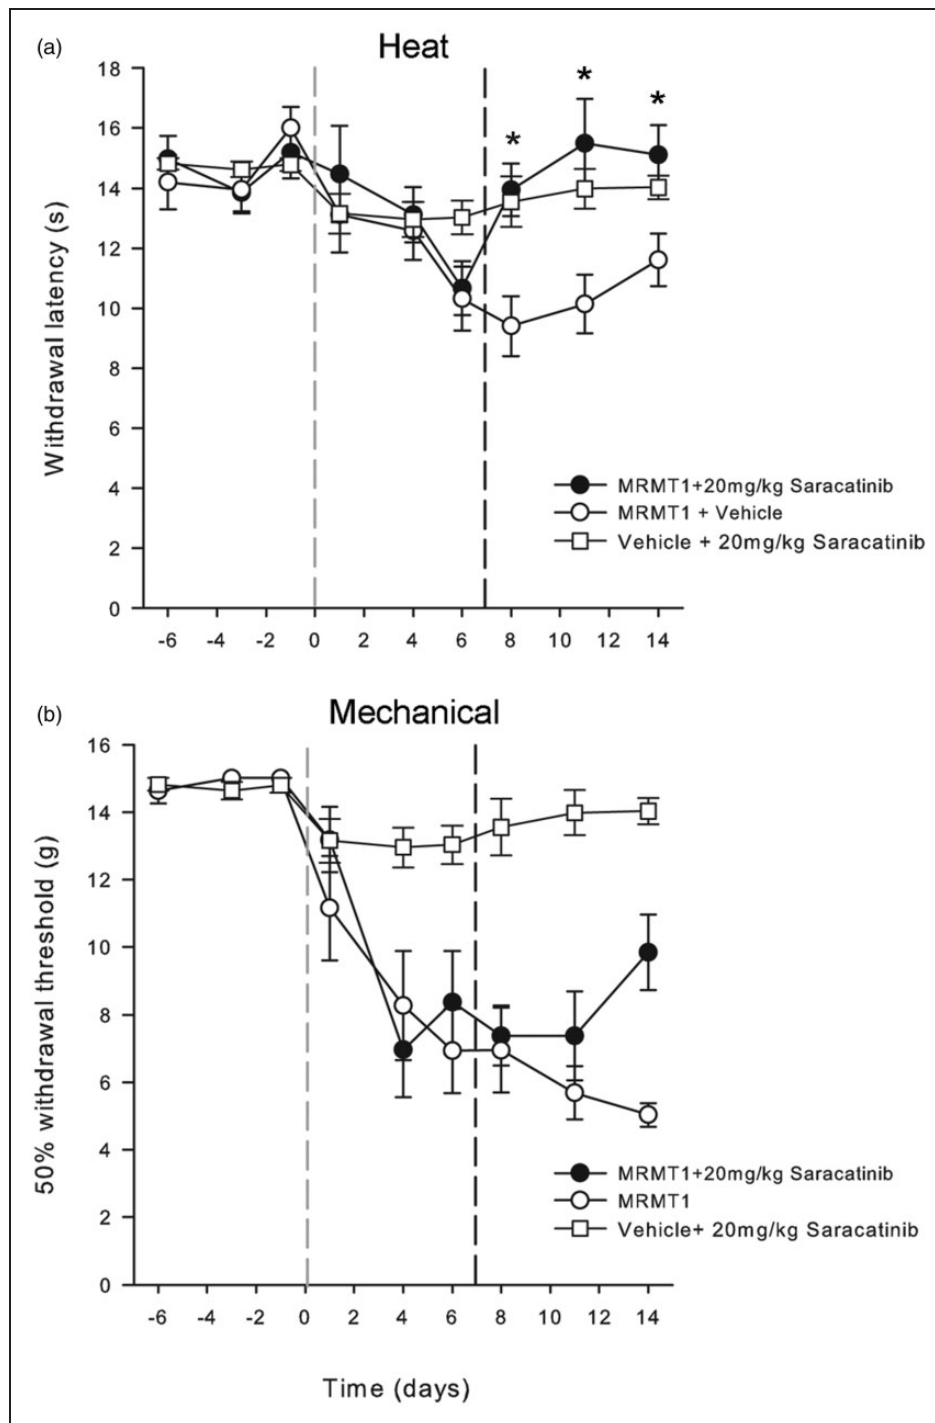 (a)
Heat
18
16
14
12
10
8
6
4
2
0
Withdrawal latency (s)
* * *
MRMT1+20mg/kg Saracatinib
MRMT1 + Vehicle
Vehicle + 20mg/kg Saracatinib
-6 -4 -2 0 2 4 6 8 10 12 14
(b)
Mechanical
16
14
12
10
8
6
4
2
0
50% withdrawal threshold (g)
MRMT1+20mg/kg Saracatinib
MRMT1
Vehicle+ 20mg/kg Saracatinib
-6 -4 -2 0 2 4 6 8 10 12 14
Time (days)